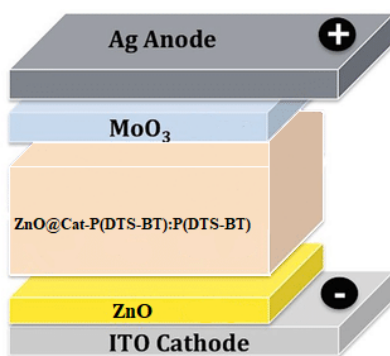 Ag Anode
+
MoO₃
ZnO@Cat-P(DTS-BT):P(DTS-BT)
ZnO
-
ITO Cathode